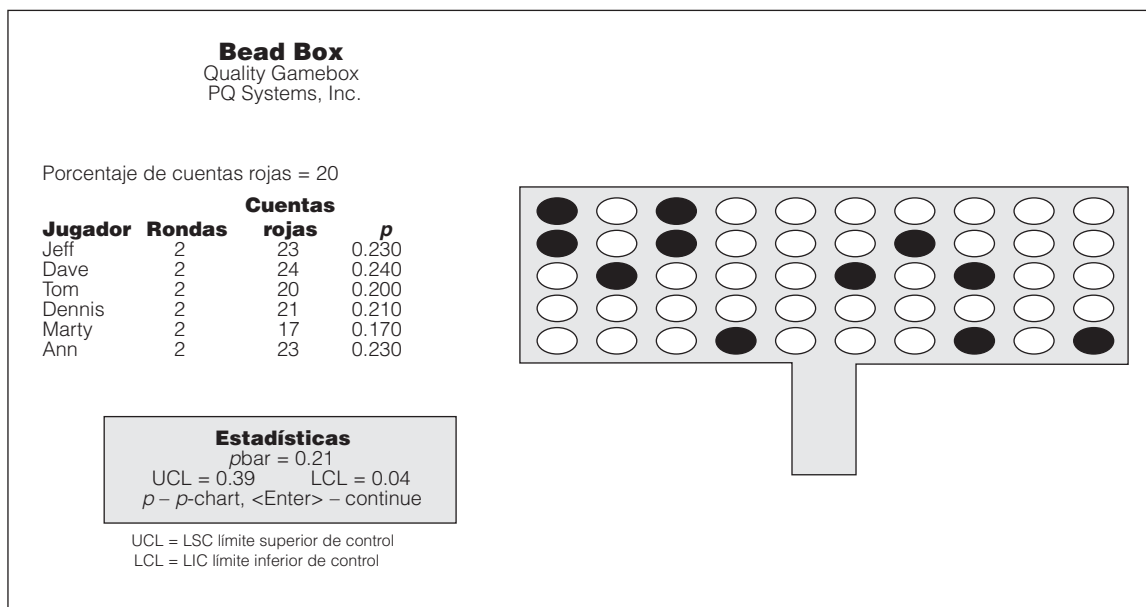 Bead Box
Quality Gamebox
PQ Systems, Inc.
Porcentaje de cuentas rojas = 20
Cuentas
Jugador Rondas rojas p
Jeff 2 23 0.230
Dave 2 24 0.240
Tom 2 20 0.200
Dennis 2 21 0.210
Marty 2 17 0.170
Ann 2 23 0.230
Estadísticas
pbar = 0.21
UCL = 0.39 LCL = 0.04
p – p-chart, <Enter> – continue
UCL = LSC límite superior de control
LCL = LIC límite inferior de control